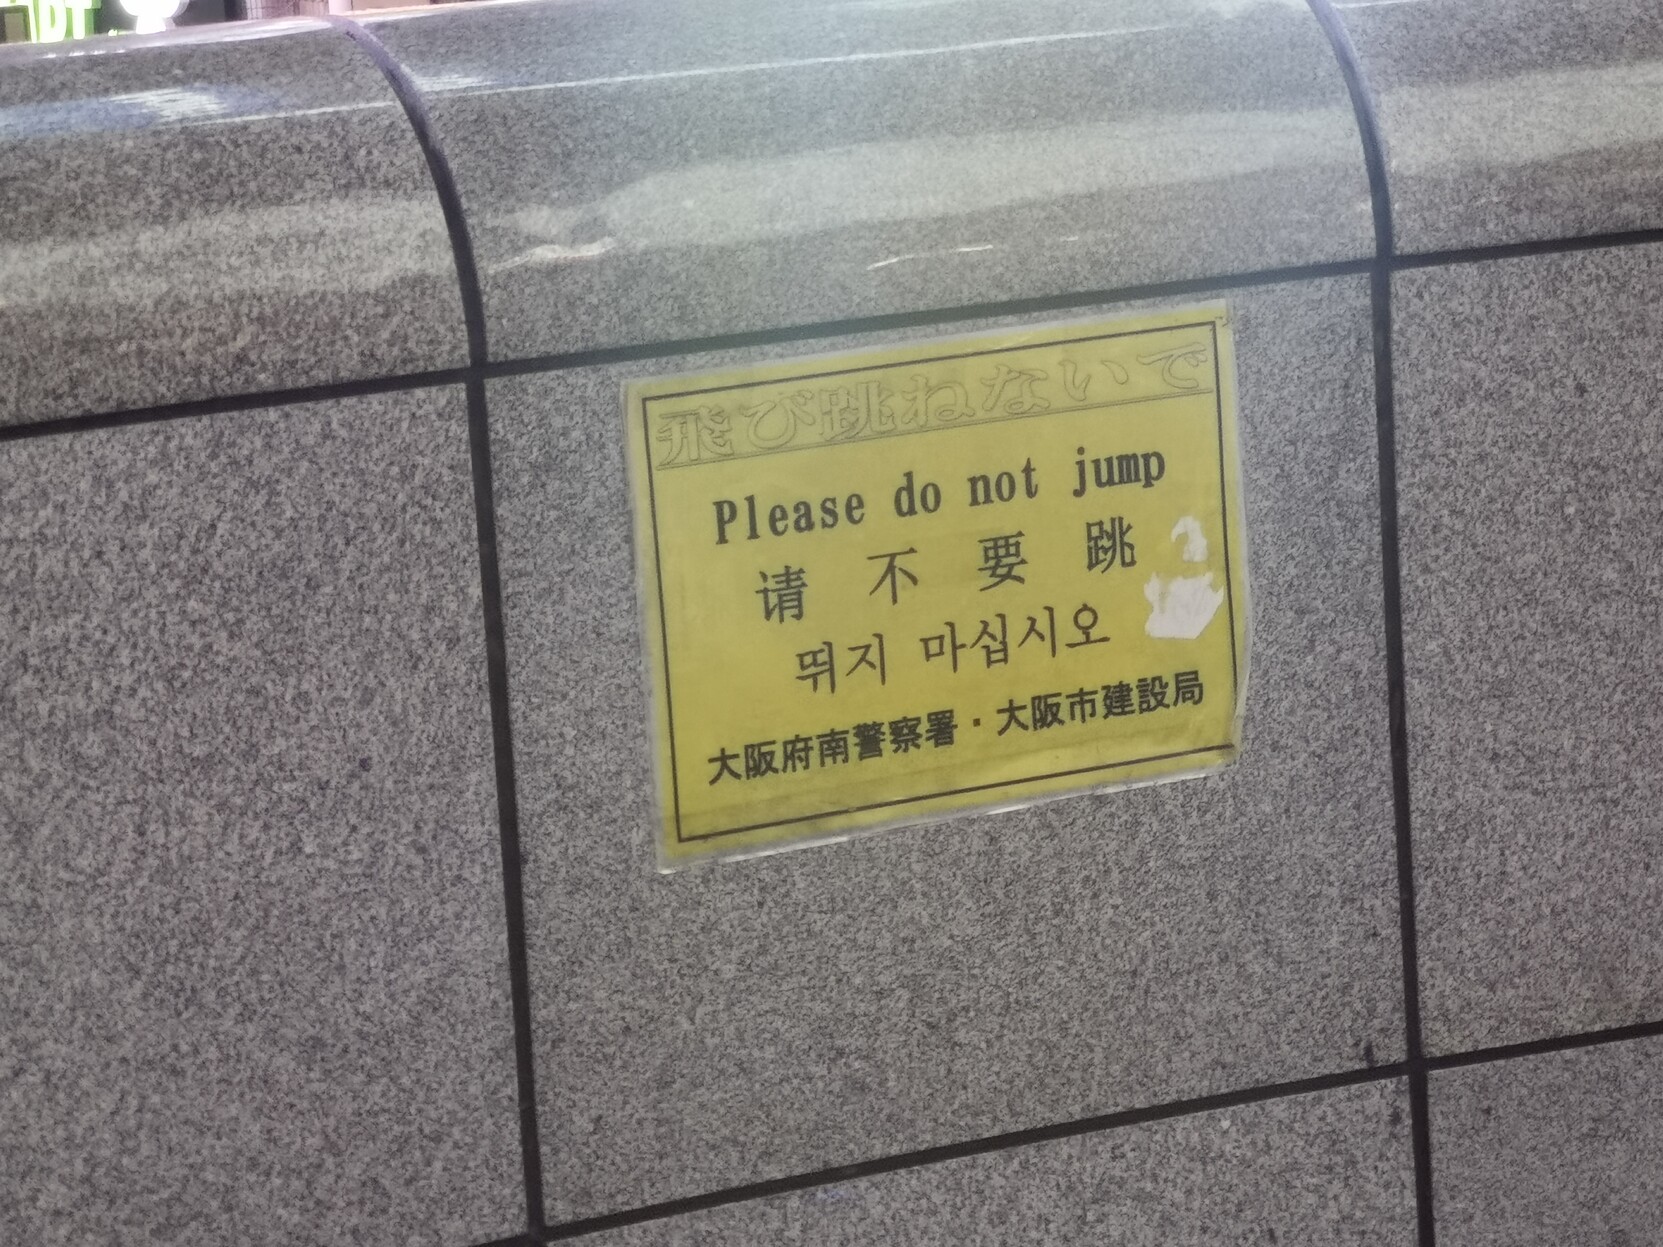 飛び跳ねないで
Please do not jump
请不要跳
뛰지 마십시오
大阪府南警察署・大阪市建設局